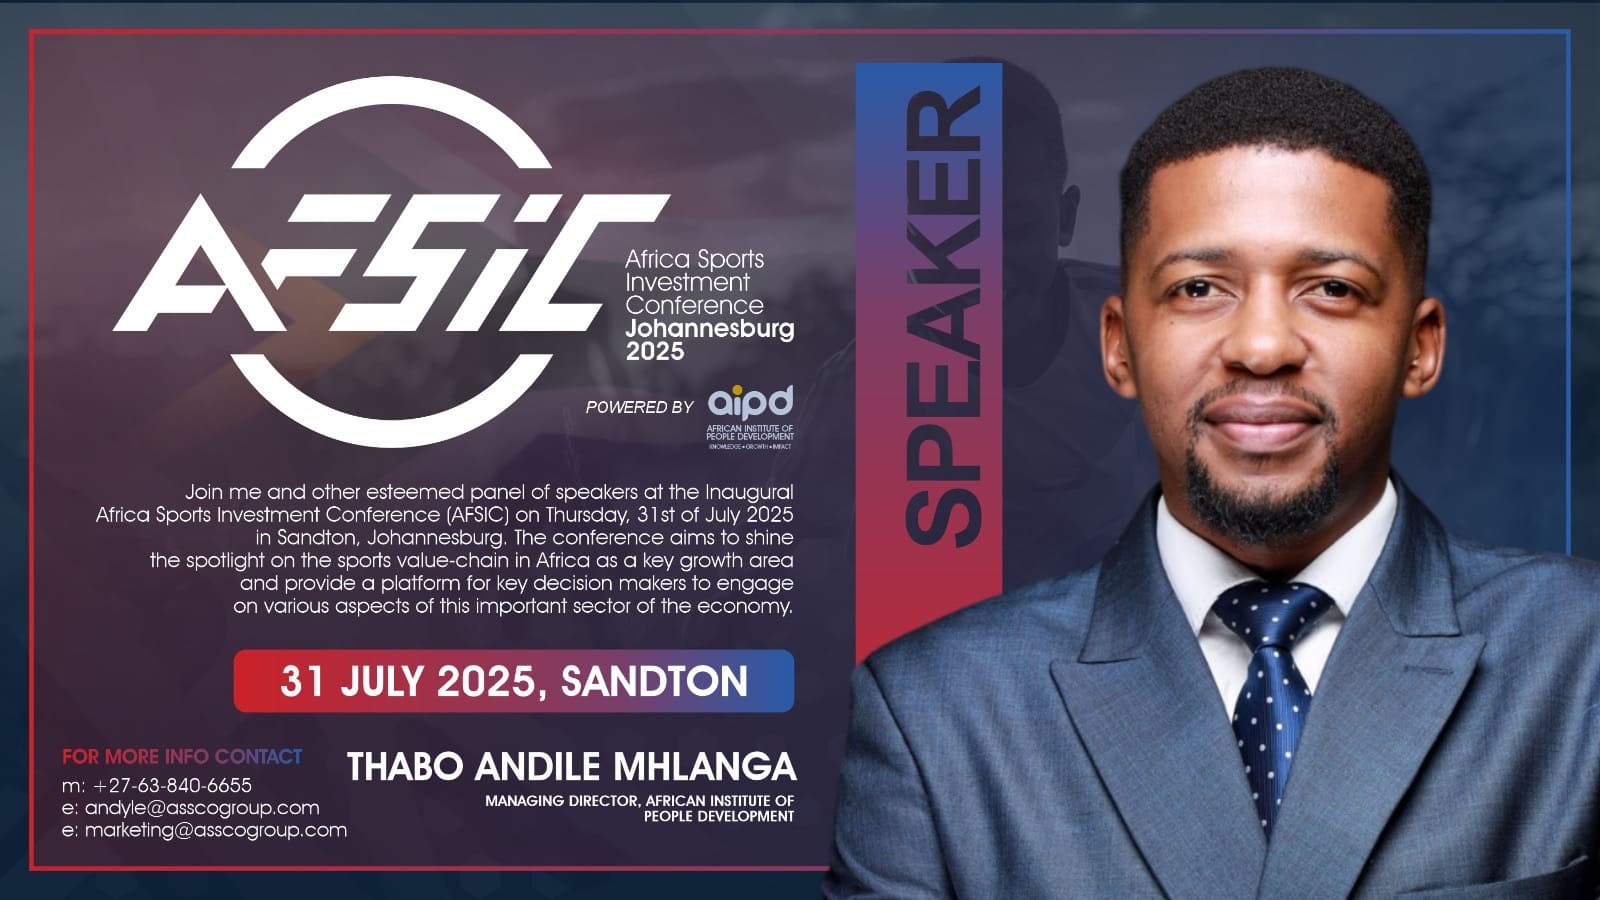 AFSiC
Africa Sports
Investment
Conference
Johannesburg
2025
POWERED BY
aipd
AFRICAN INSTITUTE OF
PEOPLE DEVELOPMENT
KNOWLEDGE • GROWTH • IMPACT
Join me and other esteemed panel of speakers at the Inaugural
Africa Sports Investment Conference (AFSIC) on Thursday, 31st of July 2025
in Sandton, Johannesburg. The conference aims to shine
the spotlight on the sports value-chain in Africa as a key growth area
and provide a platform for key decision makers to engage
on various aspects of this important sector of the economy.
31 JULY 2025, SANDTON
FOR MORE INFO CONTACT
m: +27-63-840-6655
e: andyle@asscogroup.com
e: marketing@asscogroup.com
THABO ANDILE MHLANGA
MANAGING DIRECTOR, AFRICAN INSTITUTE OF
PEOPLE DEVELOPMENT
SPEAKER